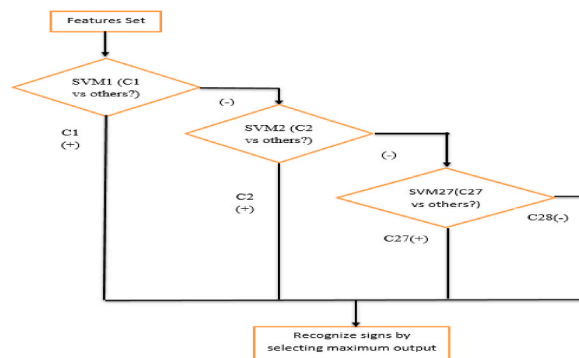 Features Set
SVM1 (C1
vs others?)
(-)
C1
(+)
SVM2 (C2
vs others?)
(-)
C2
(+)
SVM27(C27
vs others?)
C28(-)
C27(+)
Recognize signs by
selecting maximum output